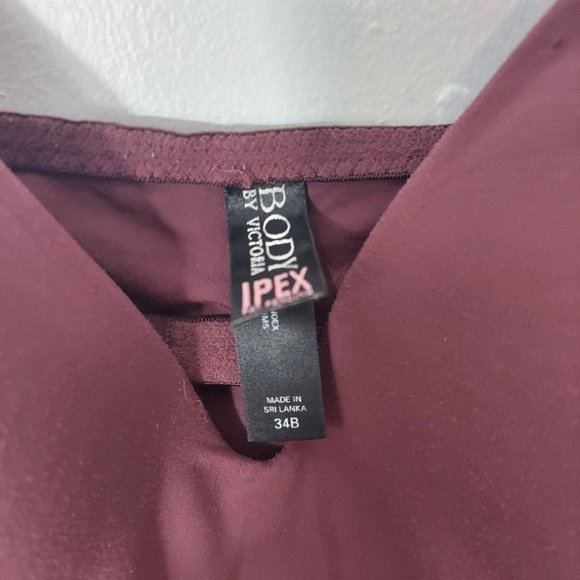 BODY
BY VICTORIA
IPEX
MADE IN
SRI LANKA
34B